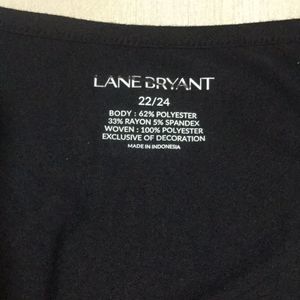 LANE BRYANT
22/24
BODY : 62% POLYESTER
33% RAYON 5% SPANDEX
WOVEN : 100% POLYESTER
EXCLUSIVE OF DECORATION
MADE IN INDONESIA